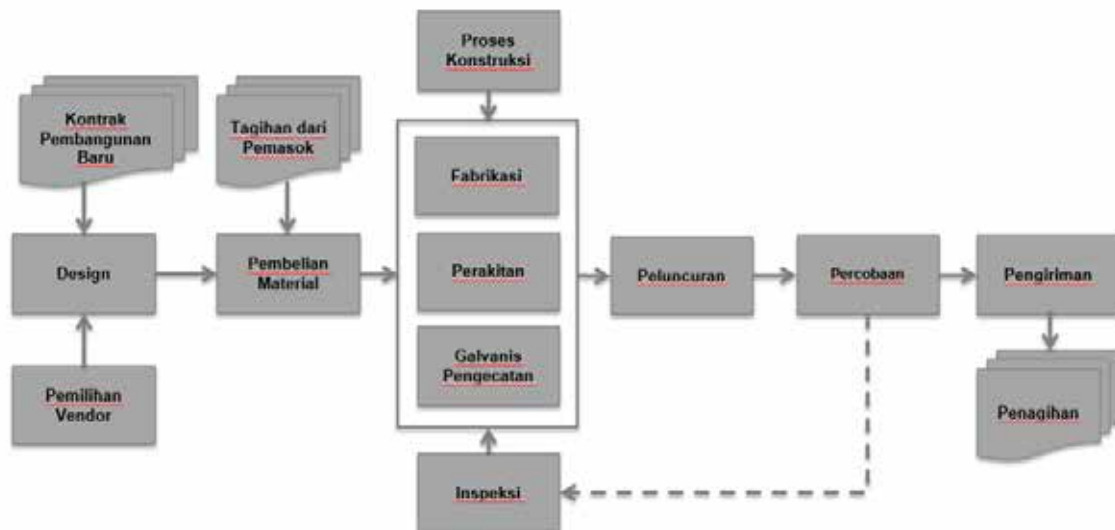 Proses
Konstruksi
Kontrak
Pembangunan
Baru
Tagihan dari
Pemasok
Fabrikasi
Design
Pembelian
Material
Perakitan
Peluncuran
Percobaan
Pengiriman
Galvanis
Pengecatan
Pemilihan
Vendor
Penagihan
Inspeksi